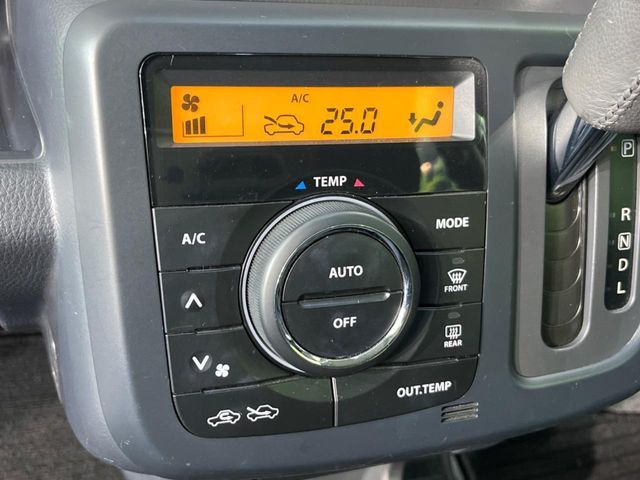 A/C
25.0
TEMP
A/C
MODE
AUTO
OFF
FRONT
REAR
OUT.TEMP
P
R
N
D
L